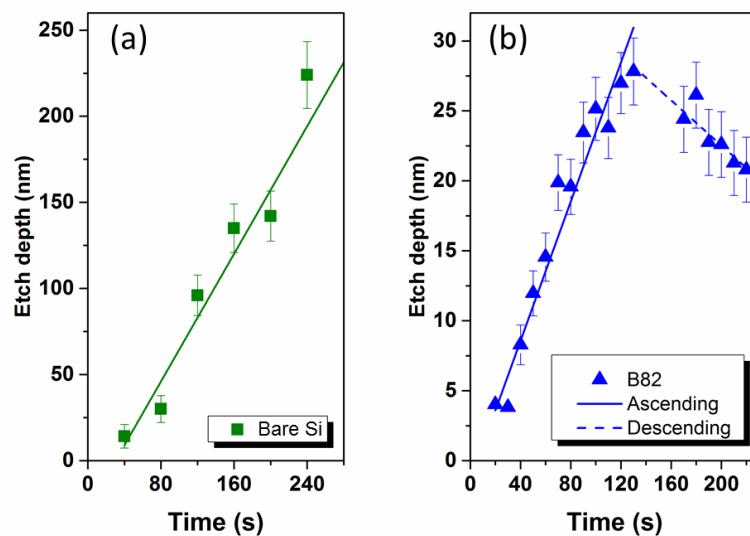 (a)
250
200
150
100
50
0
Etch depth (nm)
Bare Si
0 80 160 240
Time (s)
(b)
30
25
20
15
10
5
0
Etch depth (nm)
B82
Ascending
Descending
0 40 80 120 160 200
Time (s)